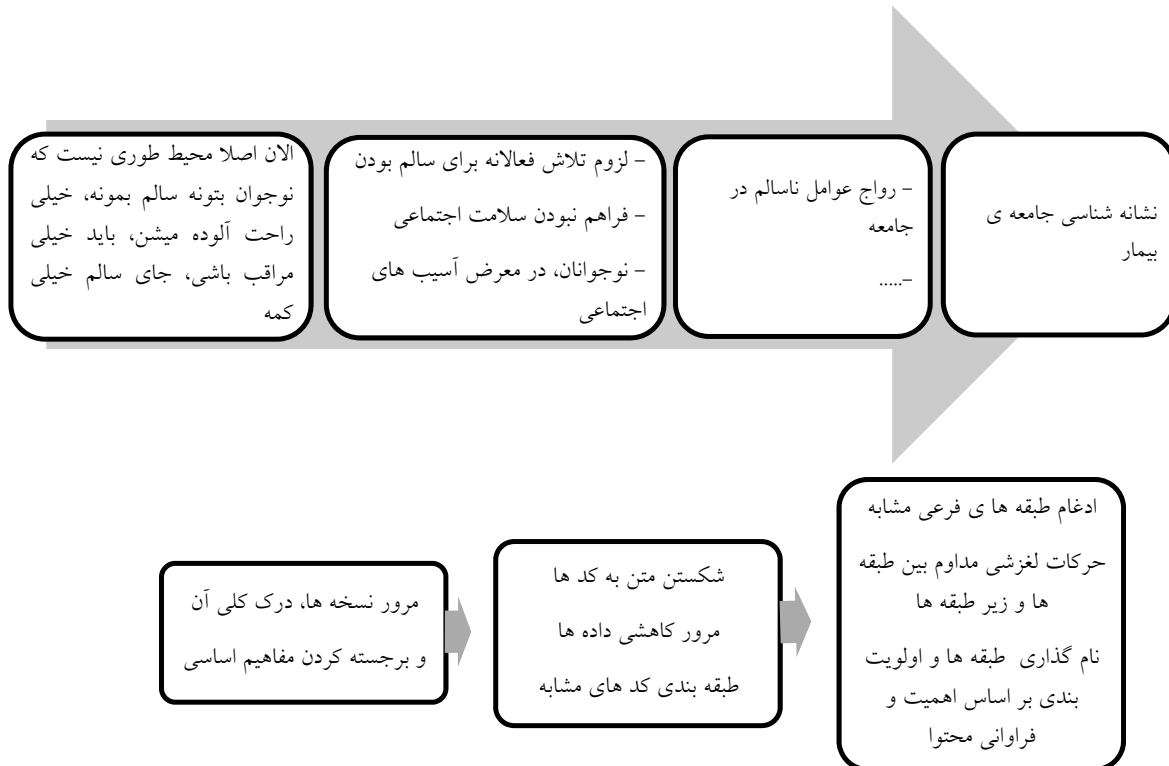 الان اصلا محیط طوری نیست که
نوجوان بتونه سالم بمونه، خیلی
راحت آلوده میشن، باید خیلی
مراقب باشی، جای سالم خیلی
کمه
- لزوم تلاش فعالانه برای سالم بودن
- فراهم نبودن سلامت اجتماعی
- نوجوانان، در معرض آسیب های
اجتماعی
- رواج عوامل ناسالم در
جامعه
-.....
نشانه شناسی جامعه ی
بیمار
مرور نسخه ها، درک کلی آن
و برجسته کردن مفاهیم اساسی
شکستن متن به کد ها
مرور کاهشی داده ها
طبقه بندی کد های مشابه
ادغام طبقه ها ی فرعی مشابه
حرکات لغزشی مداوم بین طبقه
ها و زیر طبقه ها
نام گذاری طبقه ها و اولویت
بندی بر اساس اهمیت و
فراوانی محتوا